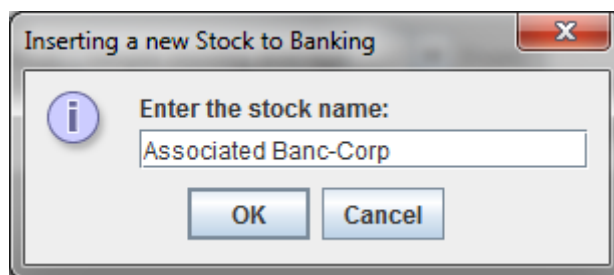 Inserting a new Stock to Banking
Enter the stock name:
Associated Banc-Corp
OK Cancel